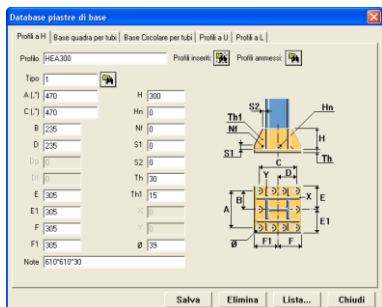 Database piastre di base
Profili a H Base quadra per tubi Base Circolare per tubi Profili a U Profili a L
Profilo HEA300 Profili inseriti: Profili ammessi:
Tipo 1
A (,") 470 H 300
C (,") 470 Hn 0
B 235 Nf 0
D 235 S1 0
Dp 0 S2 0
Df 0 Th 30
E 305 Th1 15
E1 305 X 0
F 305 Y 0
F1 305 Ø 39
Note 610*610*30
S2 Hn
Th1
Nf H
S1 Th
C
Y D
X E
B
A
E1
Ø F1 F
Salva Elimina Lista... Chiudi